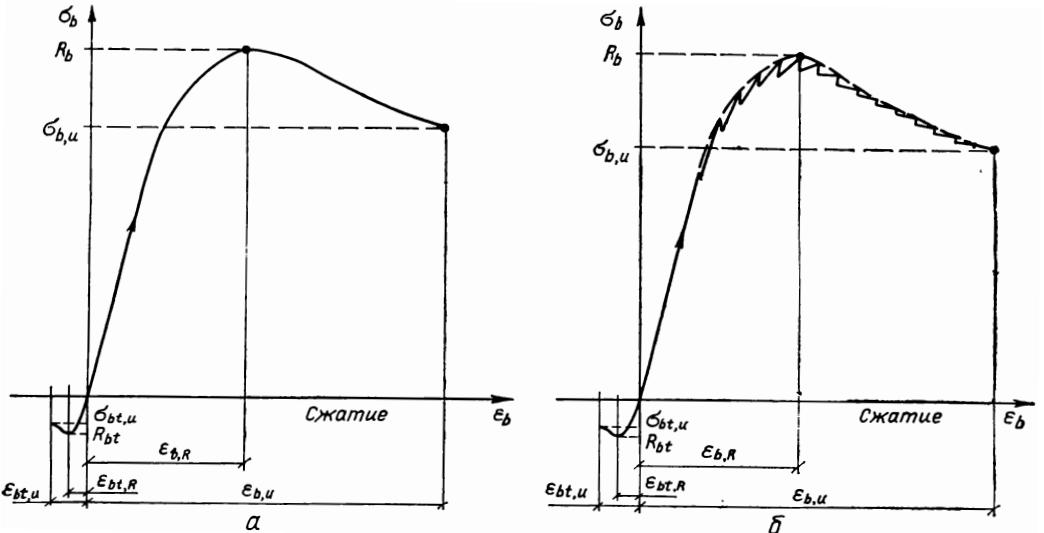 σb
Rb
σb,u
Сжатие
εb
σbt,u
Rbt
εb,R
εbt,R
εbt,u
εb,u
а
σb
Rb
σb,u
Сжатие
εb
σbt,u
Rbt
εb,R
εbt,R
εbt,u
εb,u
б